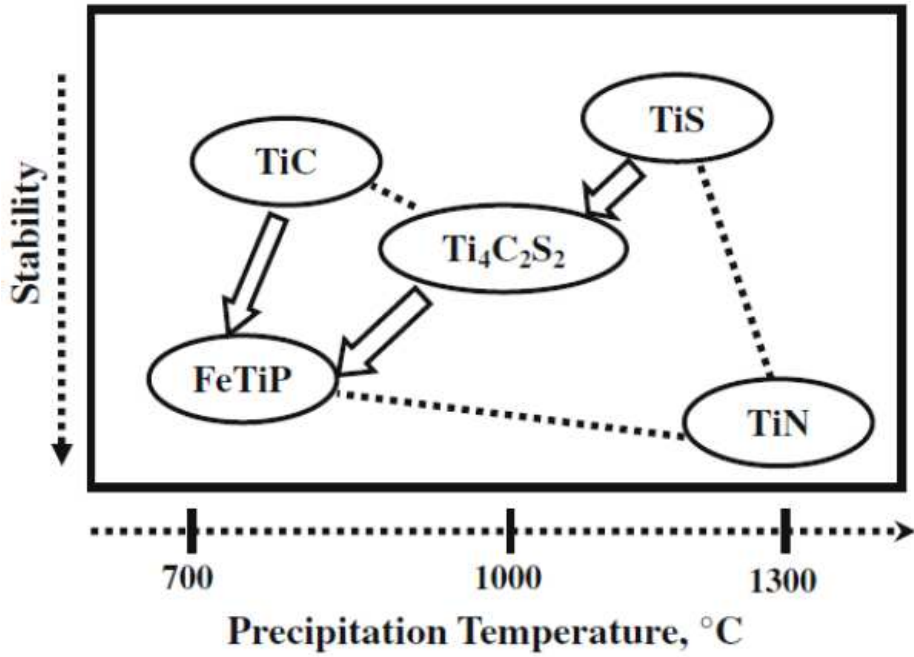 Stability
TiS
TiC
Ti₄C₂S₂
FeTiP
TiN
700
1000
1300
Precipitation Temperature, °C